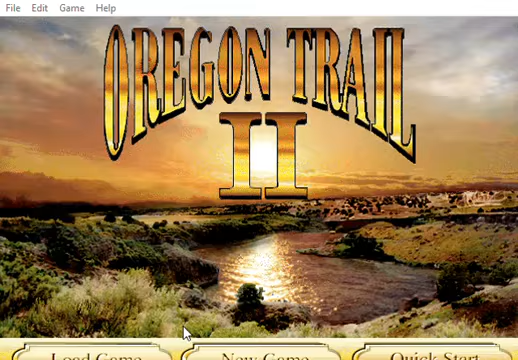 File Edit Game Help
OREGON TRAIL
II
Load Game New Game Quick Start